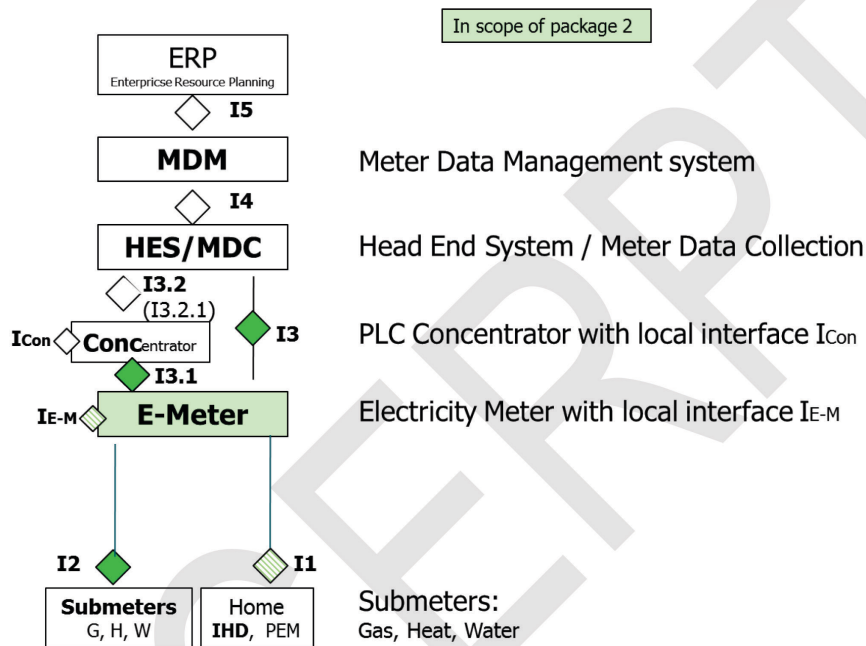 In scope of package 2
ERP
Enterpricse Resource Planning
I5
MDM
Meter Data Management system
I4
HES/MDC
Head End System / Meter Data Collection
I3.2
(I3.2.1)
ICon
Concentrator
I3
PLC Concentrator with local interface ICon
I3.1
IE-M
E-Meter
Electricity Meter with local interface IE-M
I2
I1
Submeters
G, H, W
Home
IHD, PEM
Submeters:
Gas, Heat, Water
CERPT